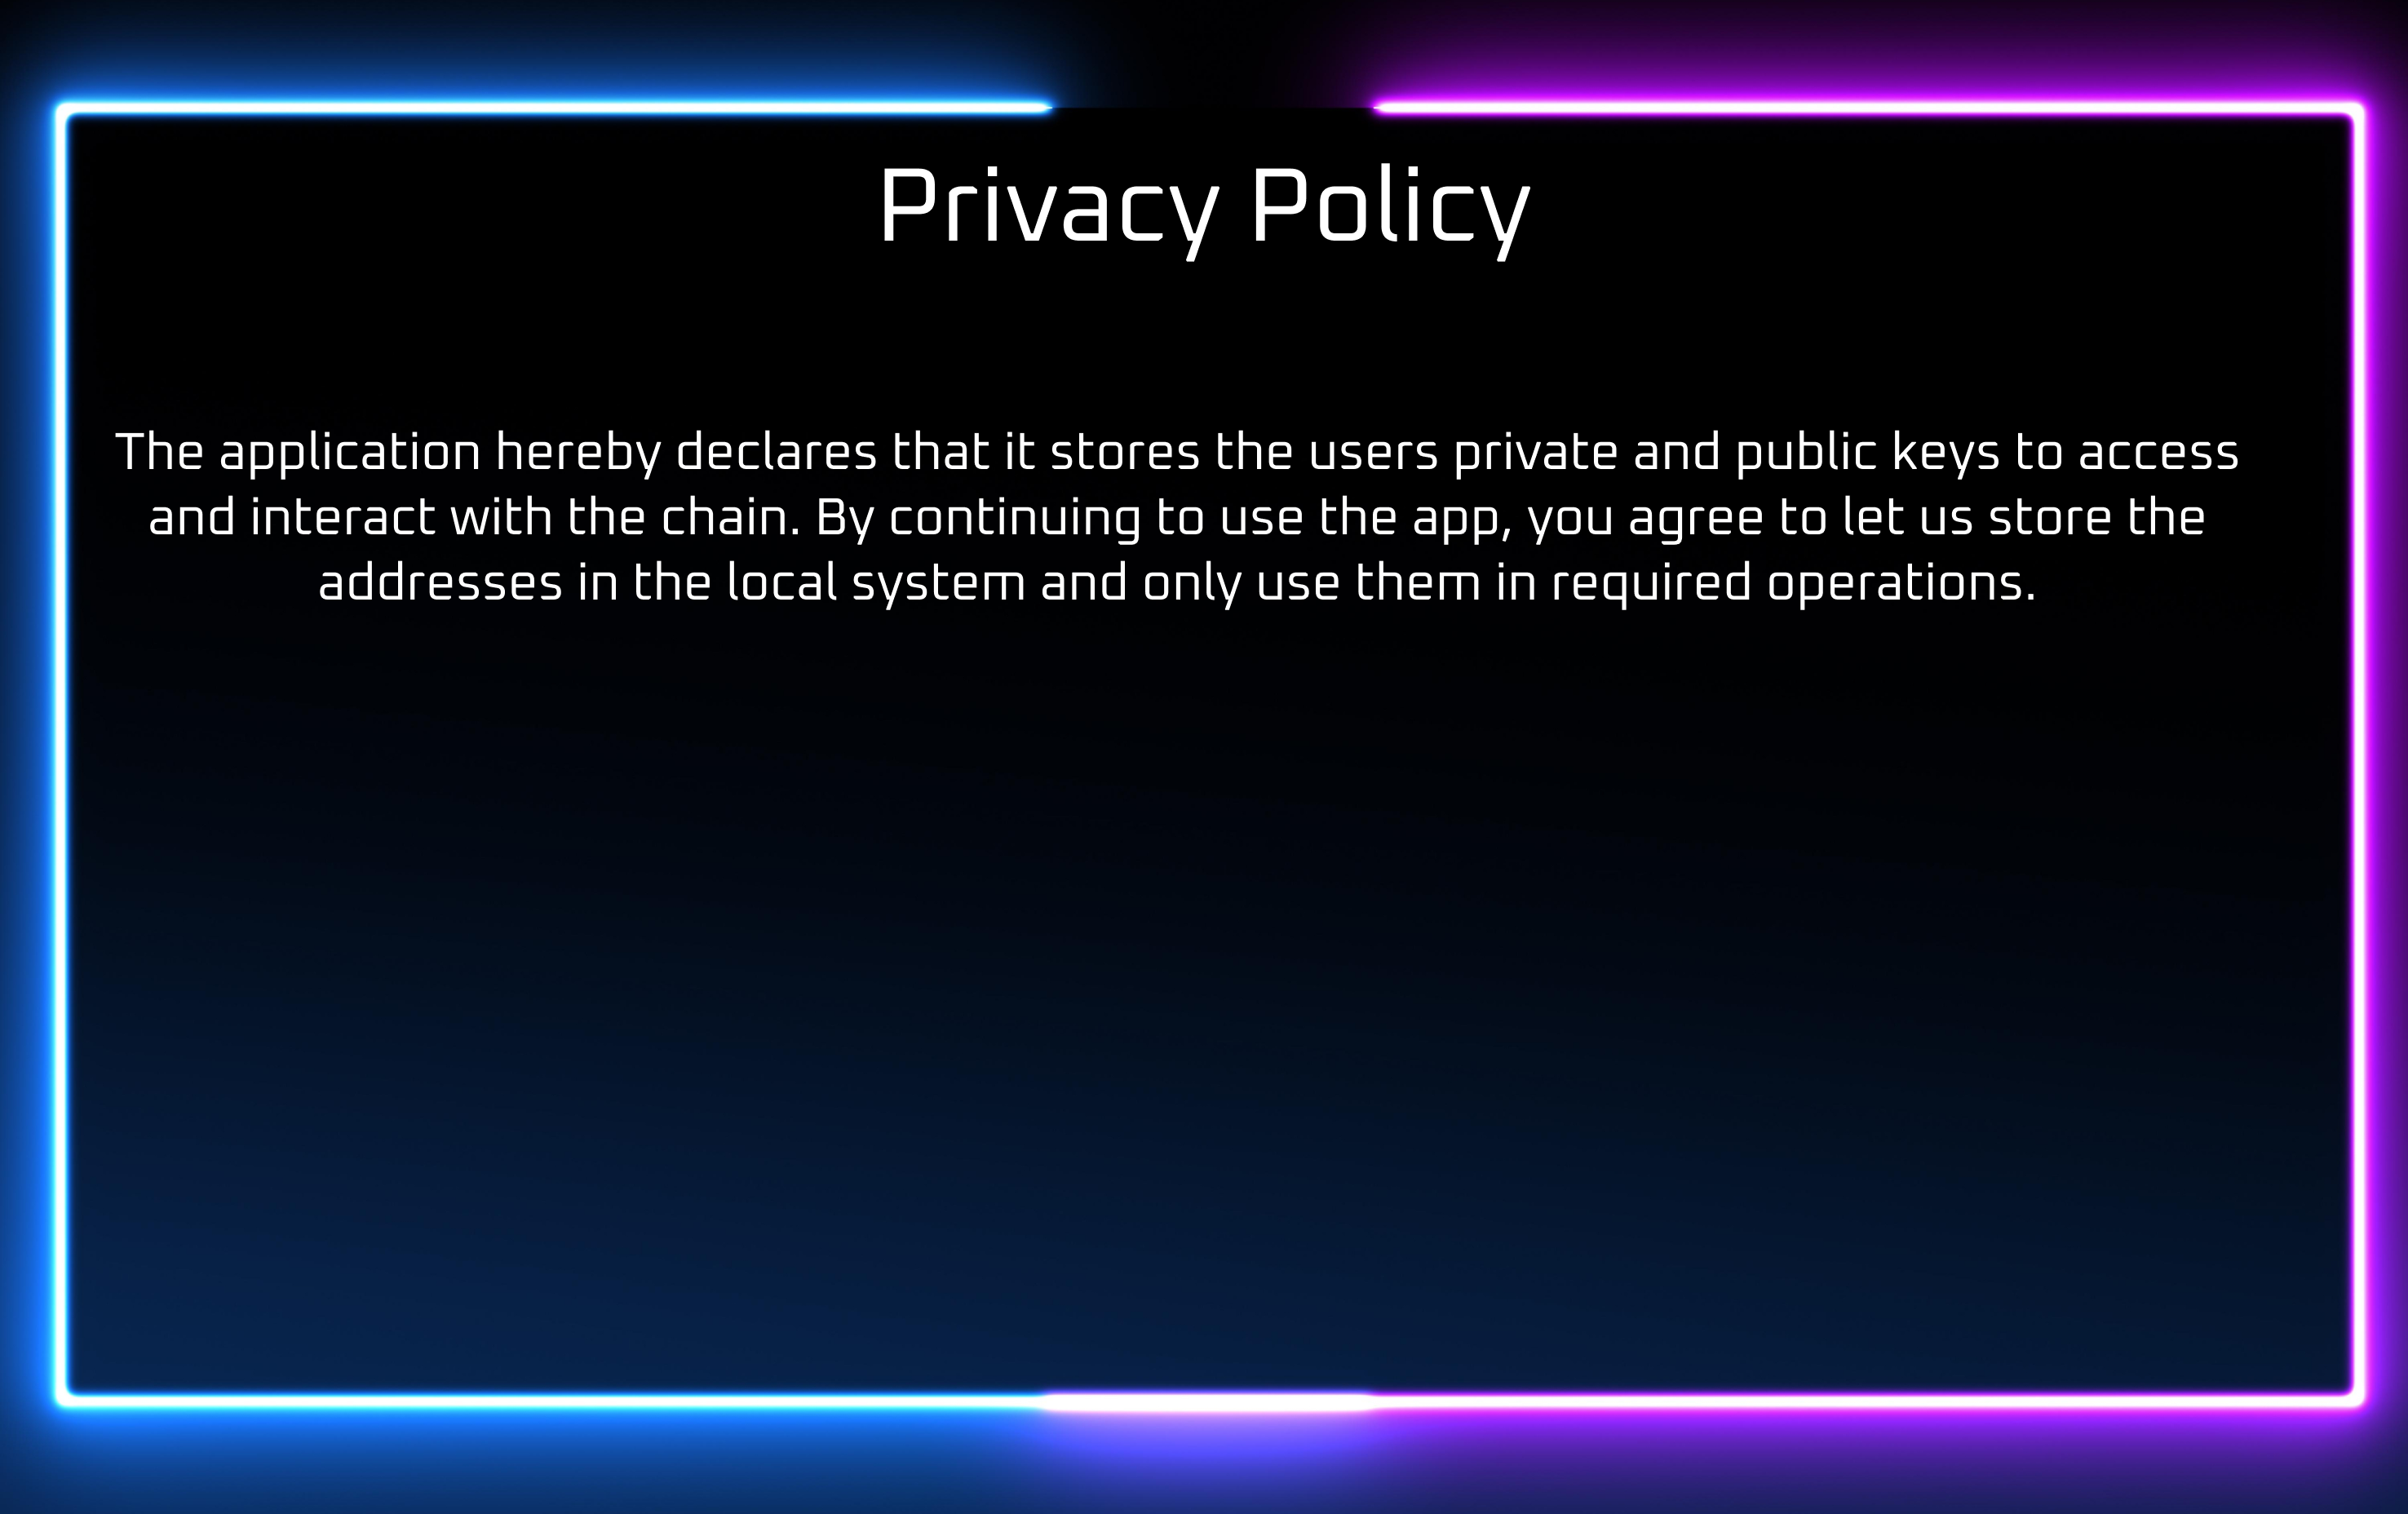 Privacy Policy
The application hereby declares that it stores the users private and public keys to access
and interact with the chain. By continuing to use the app, you agree to let us store the
addresses in the local system and only use them in required operations.